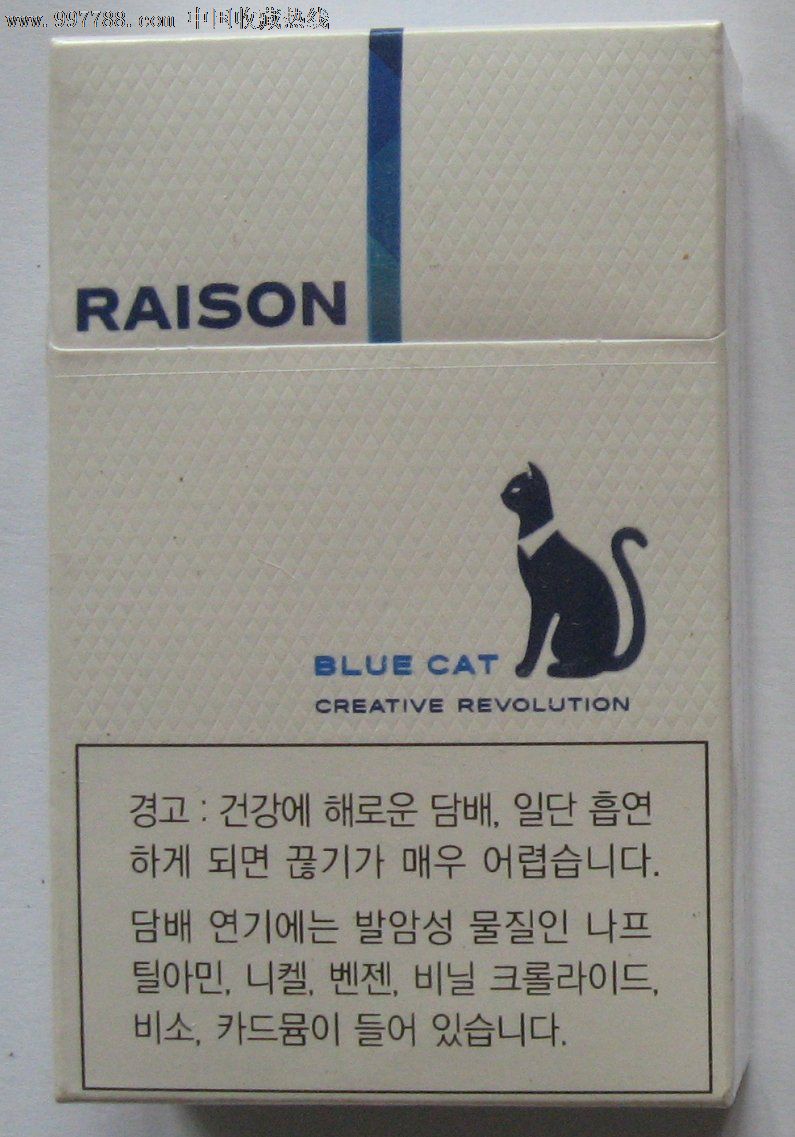 www.997788.com 中国收藏热线
RAISON
BLUE CAT
CREATIVE REVOLUTION
경고 : 건강에 해로운 담배, 일단 흡연
하게 되면 끊기가 매우 어렵습니다.
담배 연기에는 발암성 물질인 나프
틸아민, 니켈, 벤젠, 비닐 크롤라이드,
비소, 카드뮴이 들어 있습니다.